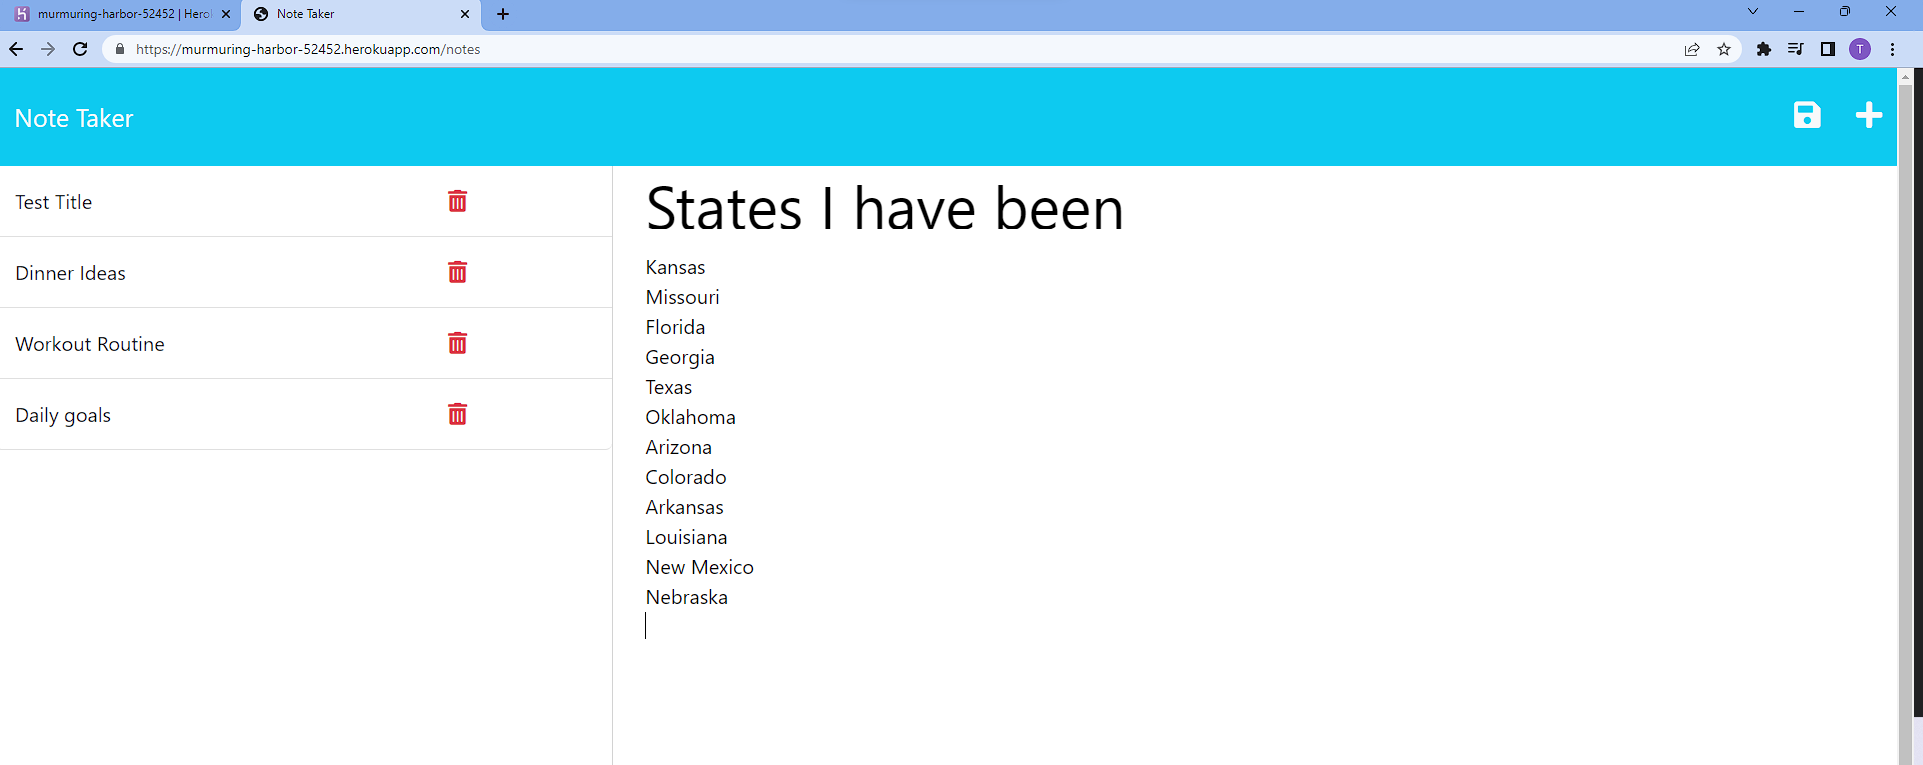 murmuring-harbor-52452 | Hero
Note Taker
https://murmuring-harbor-52452.herokuapp.com/notes
T
Note Taker
Test Title
Dinner Ideas
Workout Routine
Daily goals
States I have been
Kansas
Missouri
Florida
Georgia
Texas
Oklahoma
Arizona
Colorado
Arkansas
Louisiana
New Mexico
Nebraska